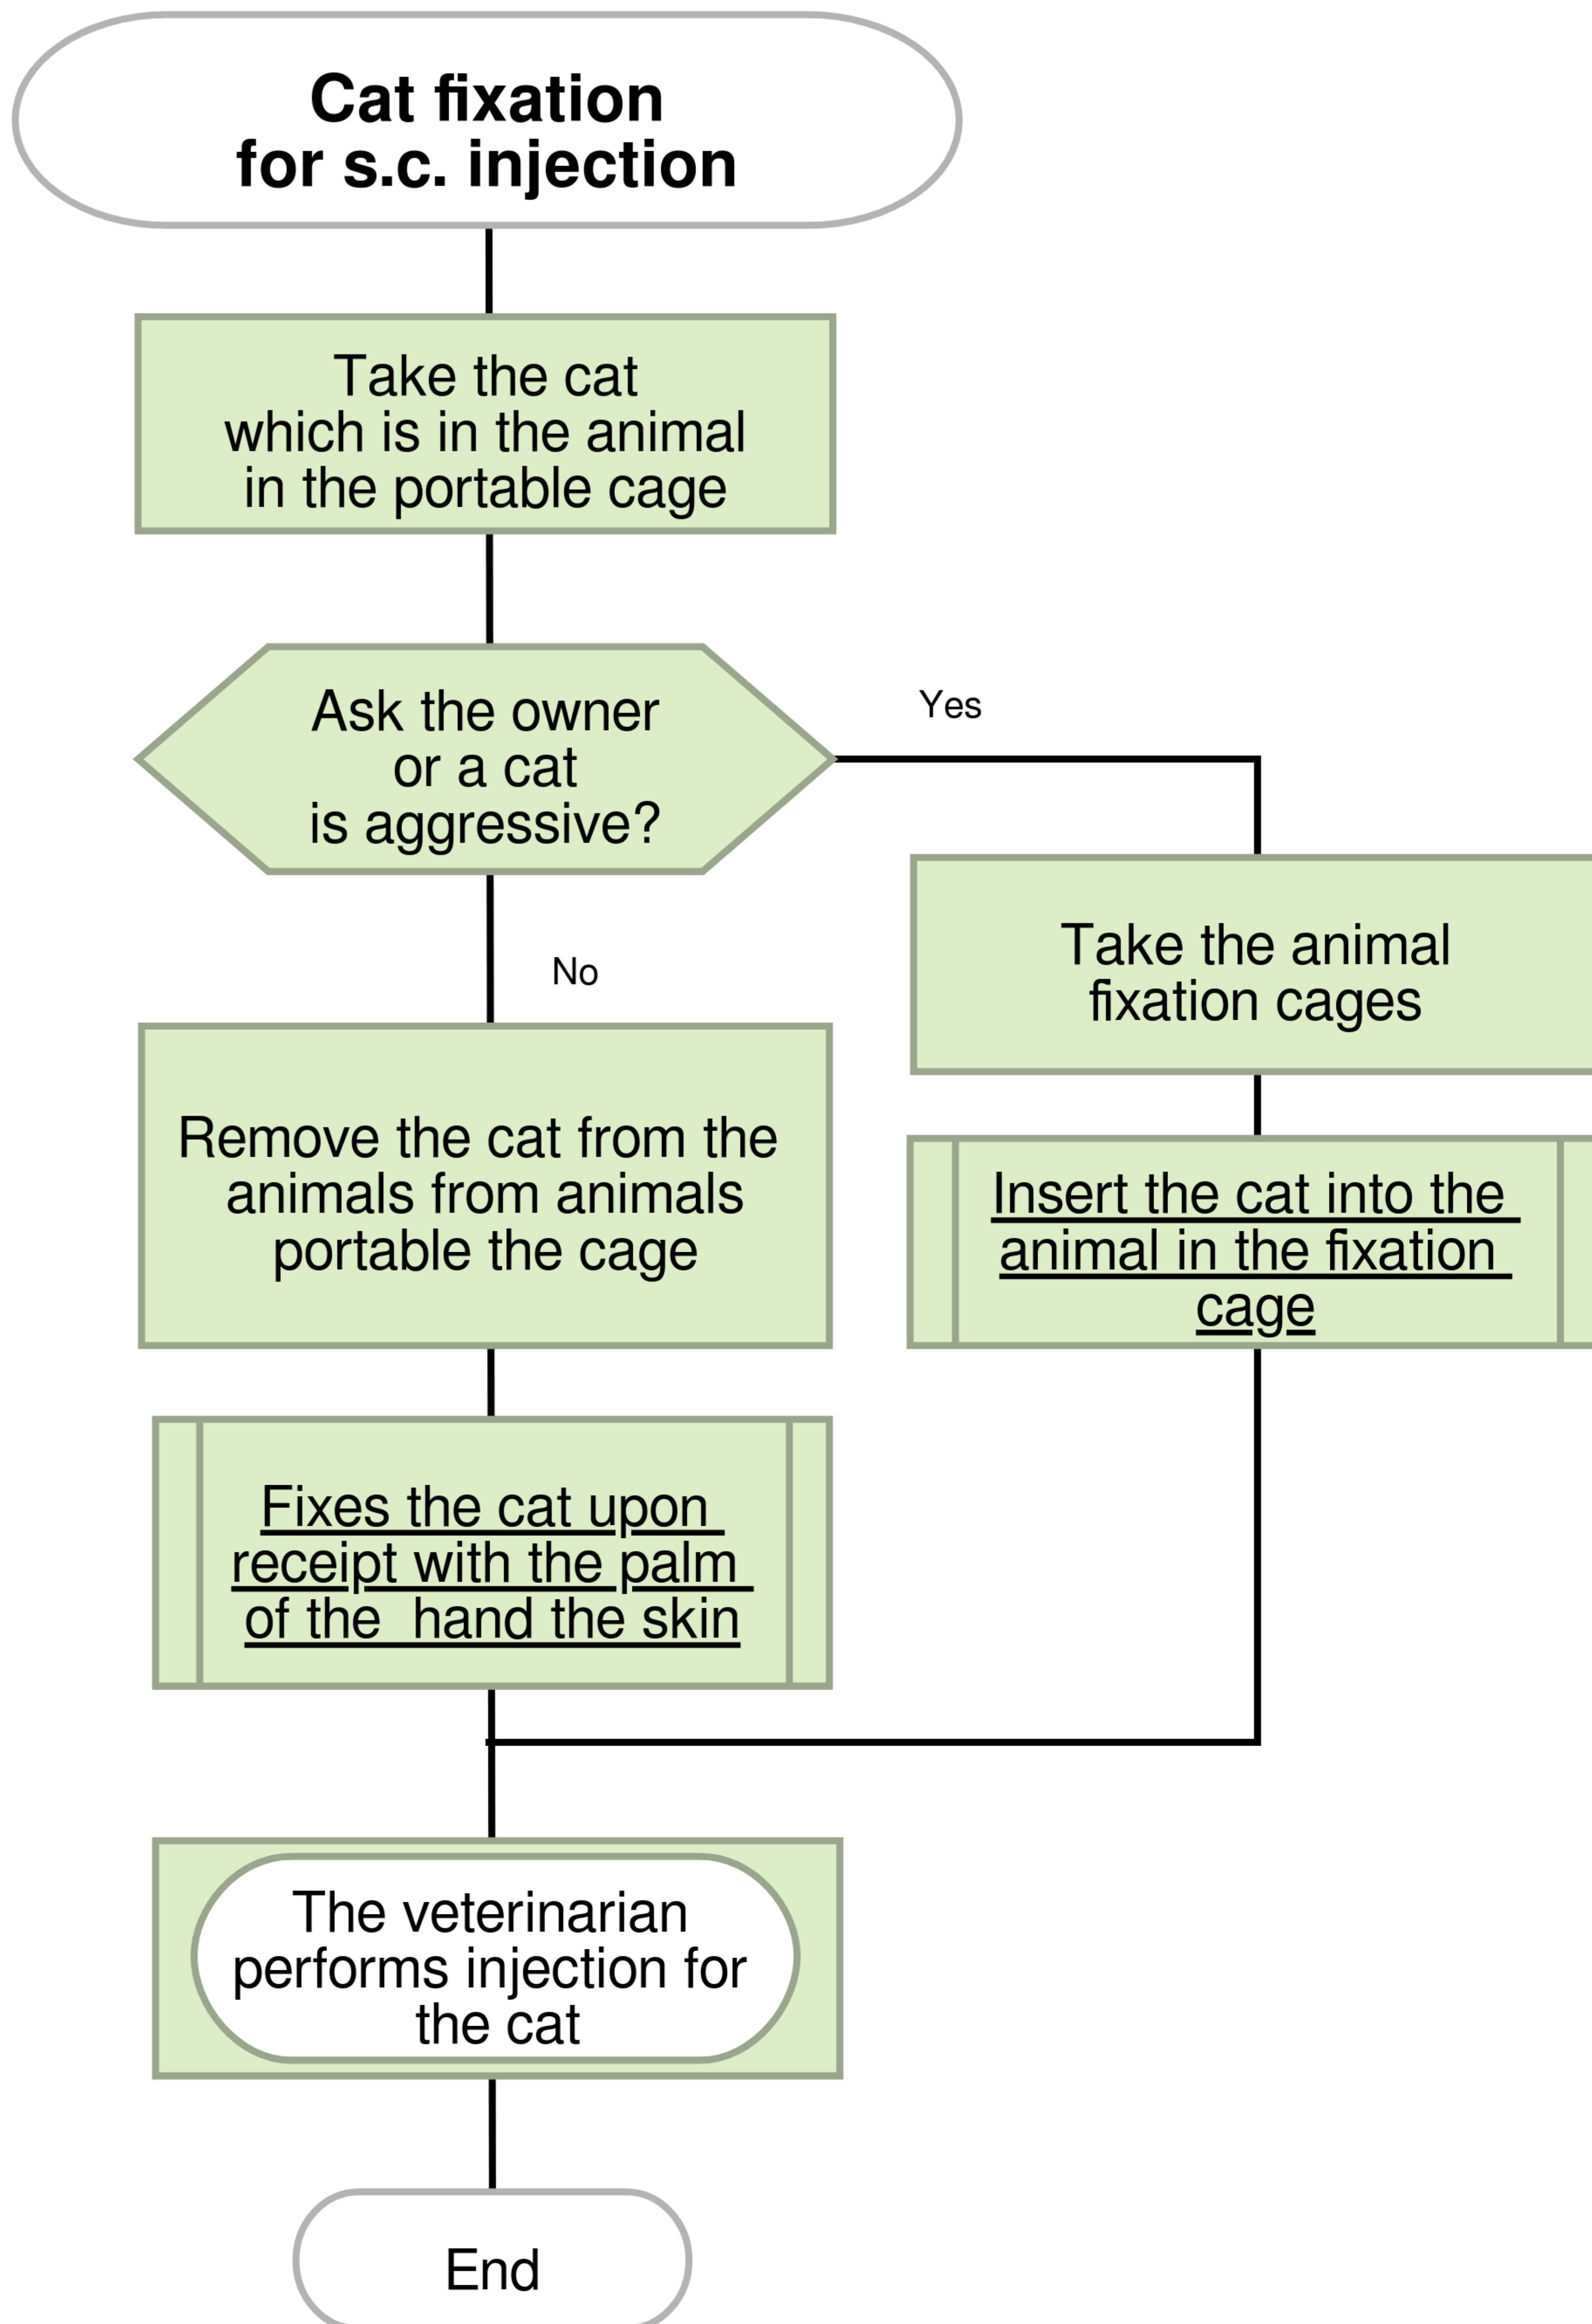 Cat fixation
for s.c. injection
Take the cat
which is in the animal
in the portable cage
Ask the owner
or a cat
is aggressive?
Yes
No
Take the animal
fixation cages
Remove the cat from the
animals from animals
portable the cage
Insert the cat into the
animal in the fixation
cage
Fixes the cat upon
receipt with the palm
of the  hand the skin
The veterinarian
performs injection for
the cat
End